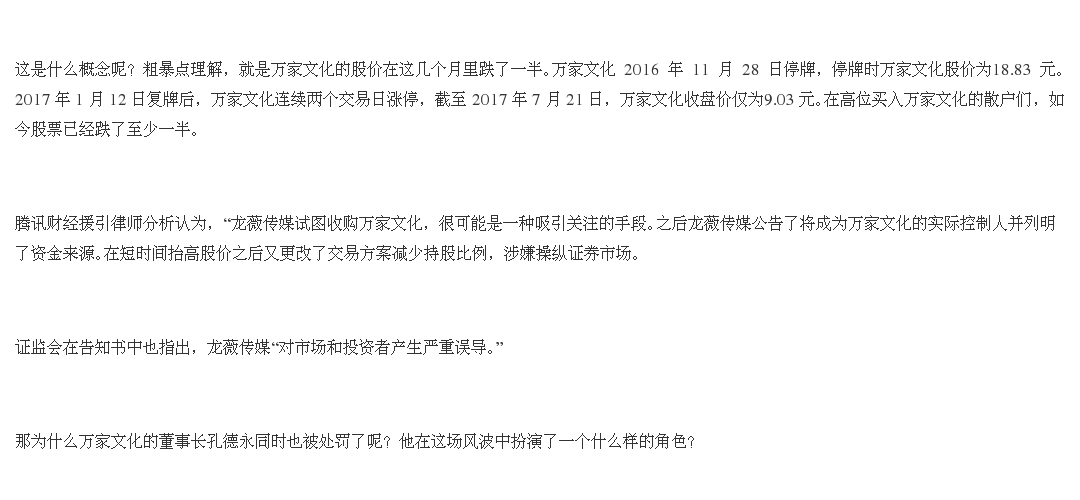 这是什么概念呢？粗暴点理解，就是万家文化的股价在这几个月里跌了一半。万家文化 2016 年 11 月 28 日停牌，停牌时万家文化股价为18.83 元。
2017 年 1 月 12 日复牌后，万家文化连续两个交易日涨停，截至 2017 年 7 月 21 日，万家文化收盘价仅为9.03 元。在高位买入万家文化的散户们，如
今股票已经跌了至少一半。
腾讯财经援引律师分析认为，“龙薇传媒试图收购万家文化，很可能是一种吸引关注的手段。之后龙薇传媒公告了将成为万家文化的实际控制人并列明
了资金来源。在短时间抬高股价之后又更改了交易方案减少持股比例，涉嫌操纵证券市场。
证监会在告知书中也指出，龙薇传媒“对市场和投资者产生严重误导。”
那为什么万家文化的董事长孔德永同时也被处罚了呢？他在这场风波中扮演了一个什么样的角色？